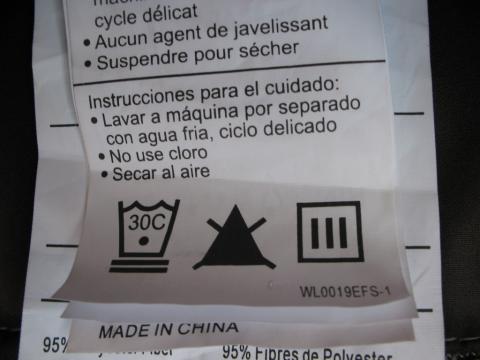 cycle délicat
• Aucun agent de javelissant
• Suspendre pour sécher
Instrucciones para el cuidado:
• Lavar a máquina por separado
con agua fria, ciclo delicado
• No use cloro
• Secar al aire
30C
WL0019EFS-1
MADE IN CHINA
95%
95% Fibres de Polyester